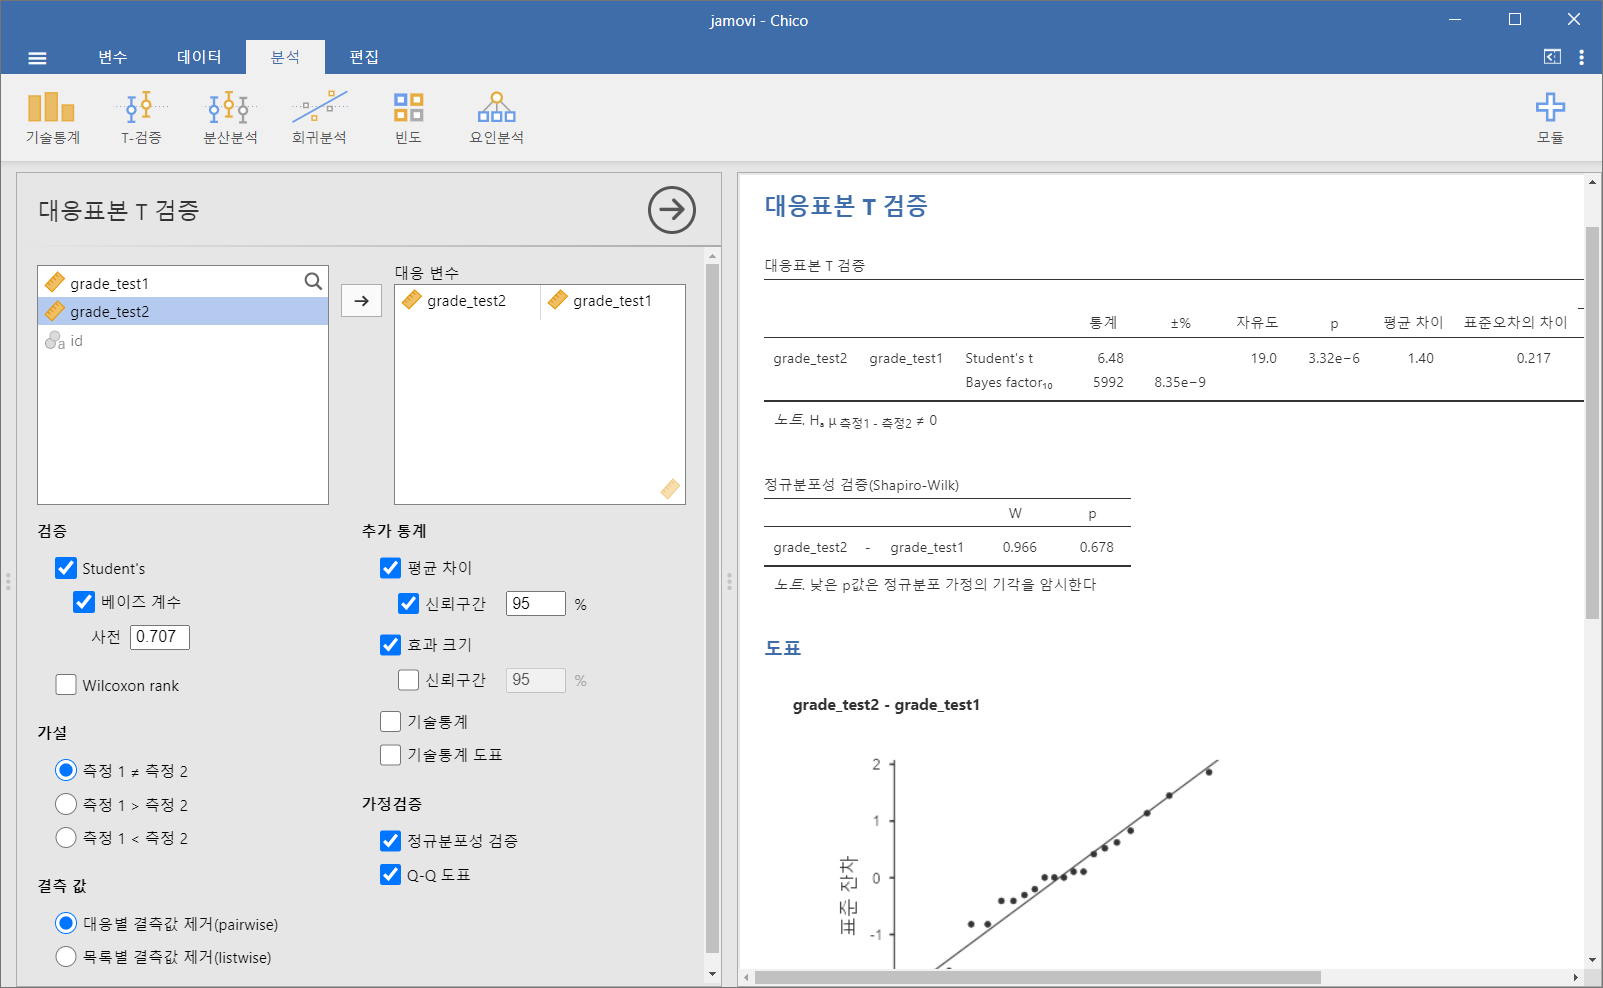 jamovi - Chico
변수 데이터 분석 편집
기술통계 T-검증 분산분석 회귀분석 빈도 요인분석 모듈
대응표본 T 검증
grade_test1
grade_test2
id
대응 변수
grade_test2 grade_test1
검증
Student's
베이즈 계수
사전 0.707
Wilcoxon rank
가설
측정 1 ≠ 측정 2
측정 1 > 측정 2
측정 1 < 측정 2
결측 값
대응별 결측값 제거(pairwise)
목록별 결측값 제거(listwise)
추가 통계
평균 차이
신뢰구간 95 %
효과 크기
신뢰구간 95 %
기술통계
기술통계 도표
가정검증
정규분포성 검증
Q-Q 도표
대응표본 T 검증
대응표본 T 검증
통계 ±% 자유도 p 평균 차이 표준오차의 차이
grade_test2 grade_test1 Student's t 6.48 19.0 3.32e−6 1.40 0.217
Bayes factor₁₀ 5992 8.35e−9
노트. Hₐ μ 측정1 - 측정2 ≠ 0
정규분포성 검증(Shapiro-Wilk)
W p
grade_test2 - grade_test1 0.966 0.678
노트. 낮은 p값은 정규분포 가정의 기각을 암시한다
도표
grade_test2 - grade_test1
2
1
0
-1
표준 잔차